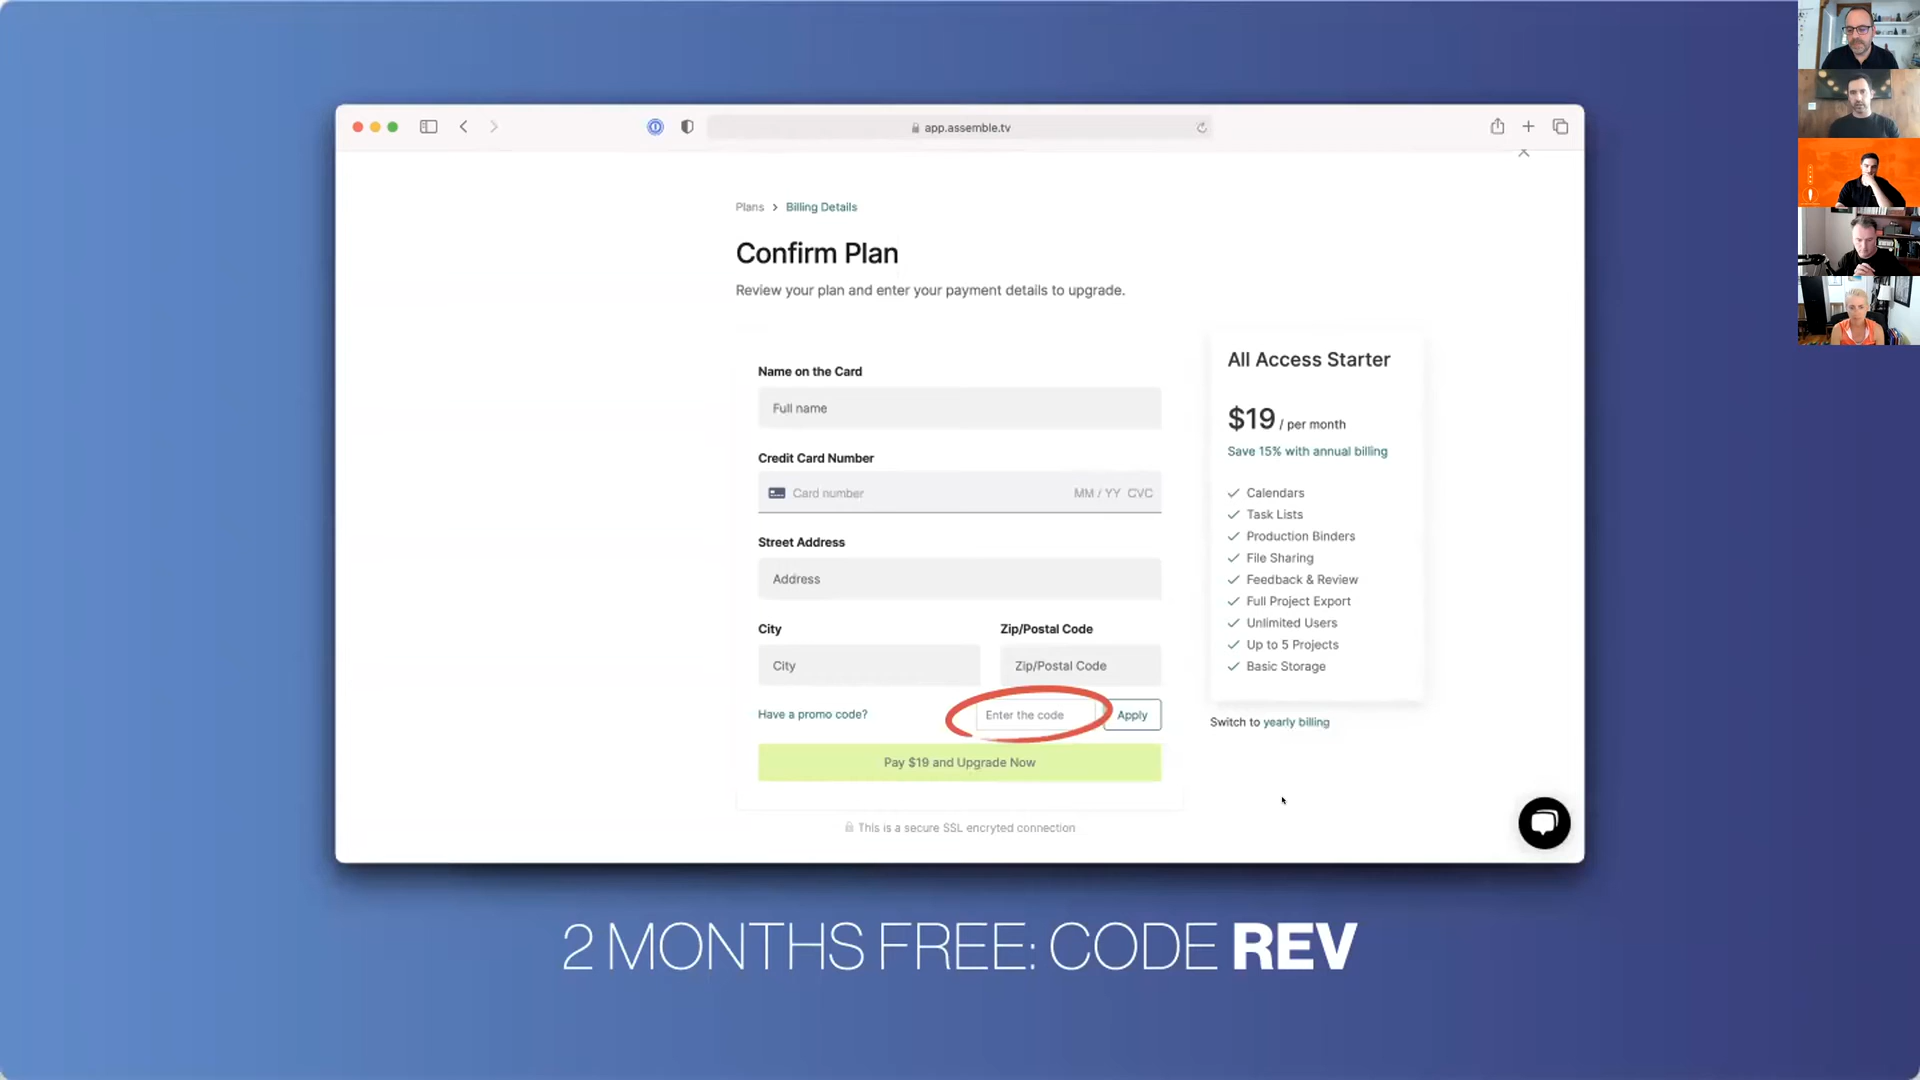 app.assemble.tv
Plans > Billing Details
Confirm Plan
Review your plan and enter your payment details to upgrade.
Name on the Card
Full name
Credit Card Number
Card number MM / YY CVC
Street Address
Address
City
City
Zip/Postal Code
Zip/Postal Code
Have a promo code?
Enter the code
Apply
Pay $19 and Upgrade Now
This is a secure SSL encryted connection
All Access Starter
$19 / per month
Save 15% with annual billing
Calendars
Task Lists
Production Binders
File Sharing
Feedback & Review
Full Project Export
Unlimited Users
Up to 5 Projects
Basic Storage
Switch to yearly billing
2 MONTHS FREE: CODE REV